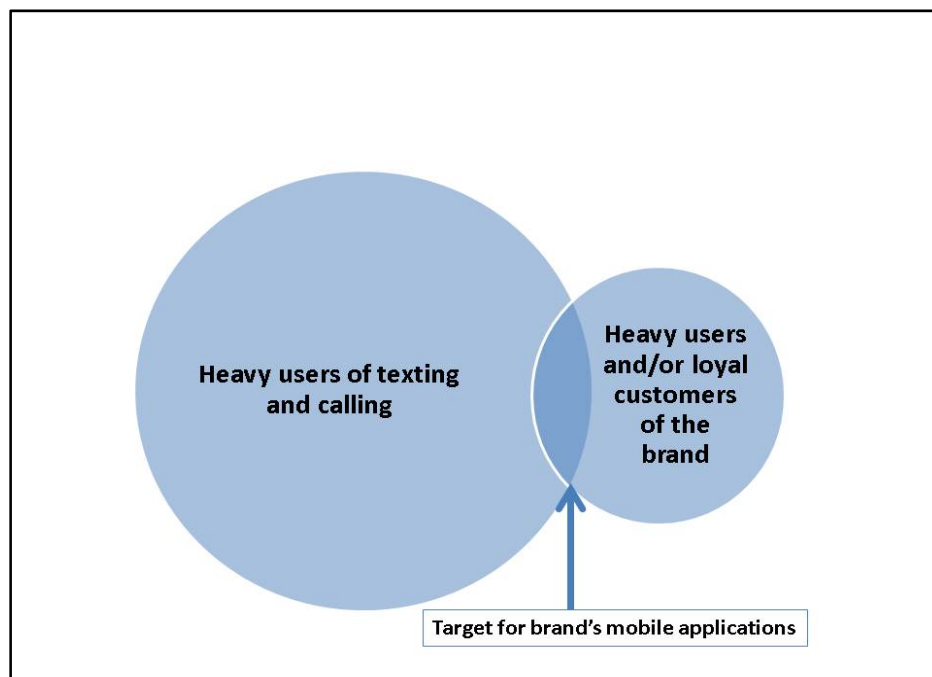 Heavy users of texting
and calling
Heavy users
and/or loyal
customers
of the
brand
Target for brand's mobile applications